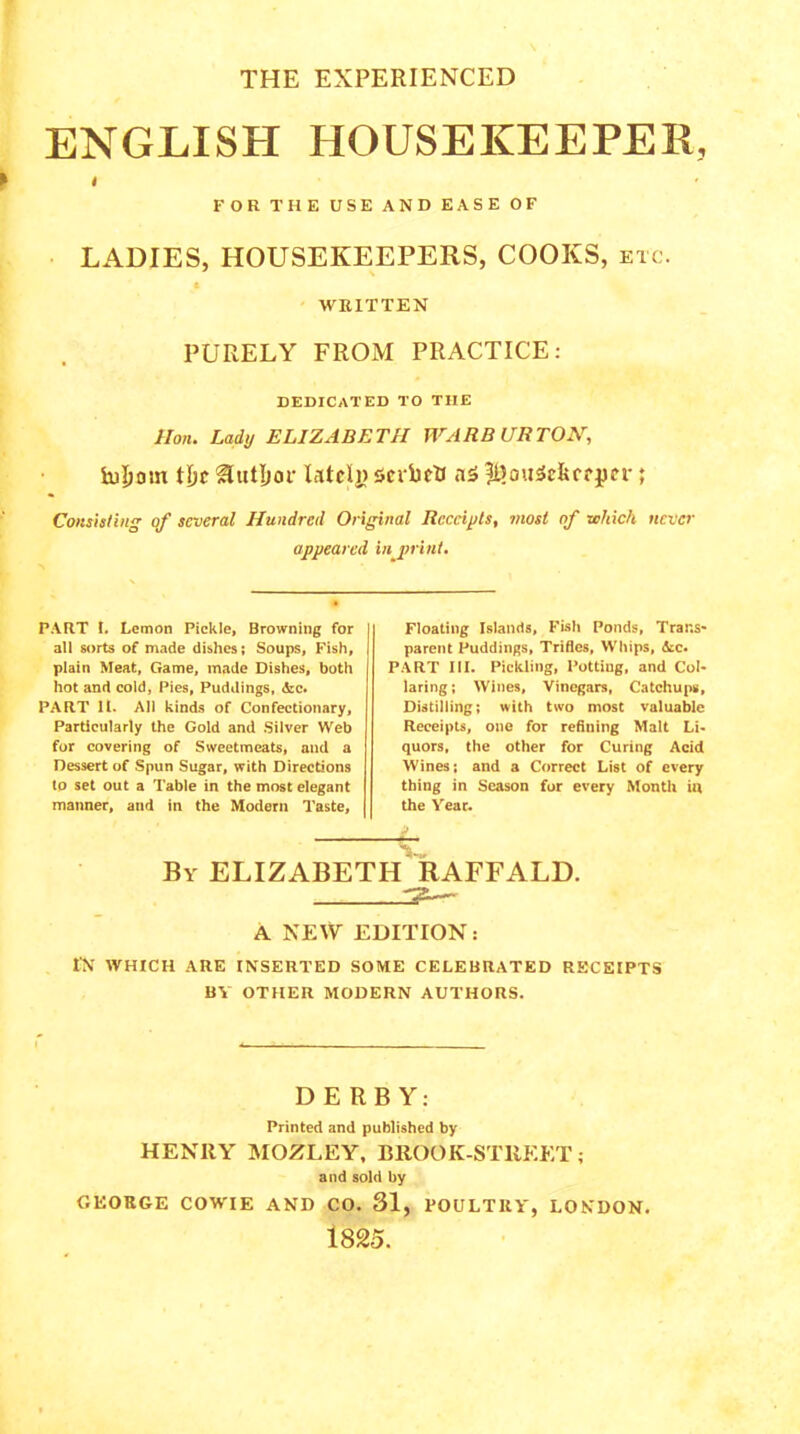 THE EXPERIENCED
ENGLISH HOUSEKEEPER,
FOR THE USE AND EASE OF
LADIES, HOUSEKEEPERS, COOKS, ETC.
WRITTEN
PURELY FROM PRACTICE:
DEDICATED TO THE
Hon. Lady ELIZABETH WARBURTON,
whom the Author lately served as Housekeeper;
Consisting of several Hundred Original Receipts, most of which never
appeared in print.
PART I. Lemon Pickle, Browning for
all sorts of made dishes; Soups, Fish,
plain Meat, Game, made Dishes, both
hot and cold, Pies, Puddings, &c.
PART II. All kinds of Confectionary,
Particularly the Gold and Silver Web
for covering of Sweetmeats, and a
Dessert of Spun Sugar, with Directions
to set out a Table in the most elegant
manner, and in the Modern Taste,
Floating Islands, Fish Ponds, Trans-
parent Puddings, Trifles, Whips, &c.
PART III. Pickling, Potting, and Col-
laring; Wines, Vinegars, Catchups,
Distilling; with two most valuable
Receipts, one for refining Malt Li-
quors, the other for Curing Acid
Wines; and a Correct List of every
thing in Season for every Month in
the Year.
BY ELIZABETH RAFFALD.
A NEW EDITION:
IN WHICH ARE INSERTED SOME CELEBRATED RECEIPTS
BY OTHER MODERN AUTHORS.
DERBY:
Printed and published by
HENRY MOZLEY, BROOK-STREET;
and sold by
GEORGE COWIE AND CO. 31, POULTRY, LONDON.
1825.